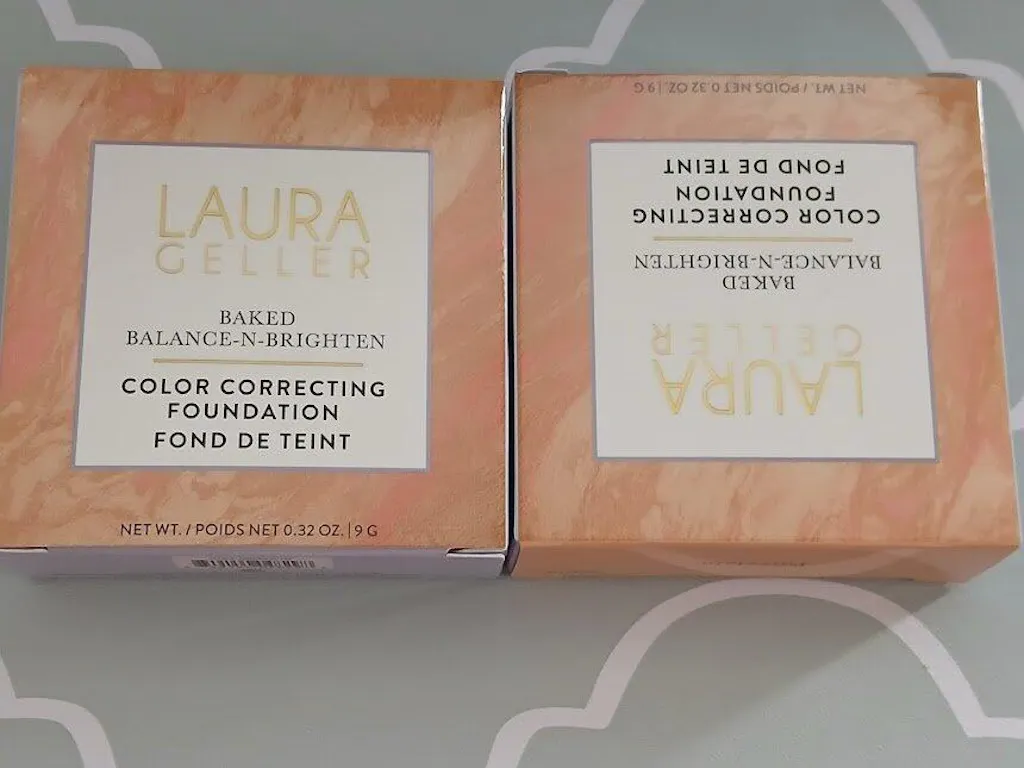 LAURA
GELLER
BAKED
BALANCE-N-BRIGHTEN
COLOR CORRECTING
FOUNDATION
FOND DE TEINT
NET WT. / POIDS NET 0.32 OZ. | 9 G
LAURA
GELLER
BAKED
BALANCE-N-BRIGHTEN
COLOR CORRECTING
FOUNDATION
FOND DE TEINT
NET WT. / POIDS NET 0.32 OZ. | 9 G